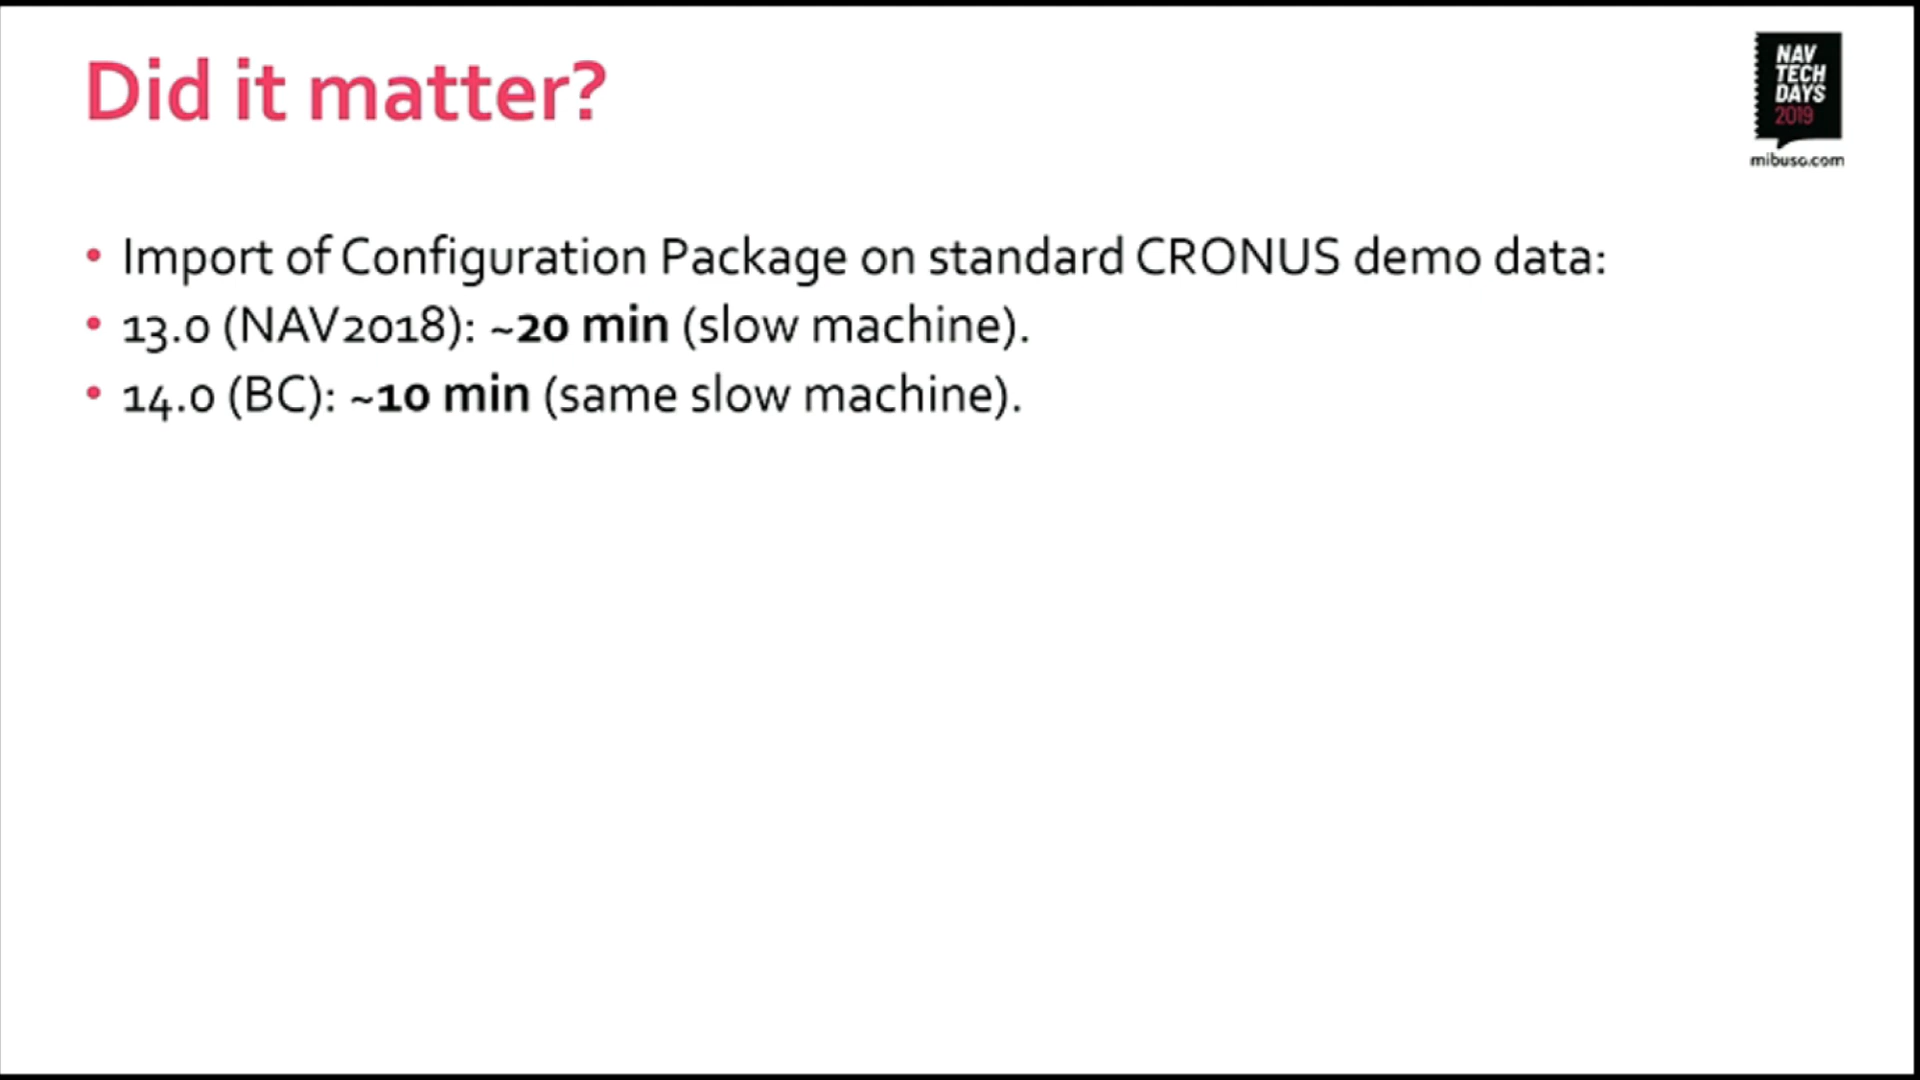 Did it matter?
NAV
TECH
DAYS
2019
mibuso.com
• Import of Configuration Package on standard CRONUS demo data:
• 13.0 (NAV2018): ~20 min (slow machine).
• 14.0 (BC): ~10 min (same slow machine).